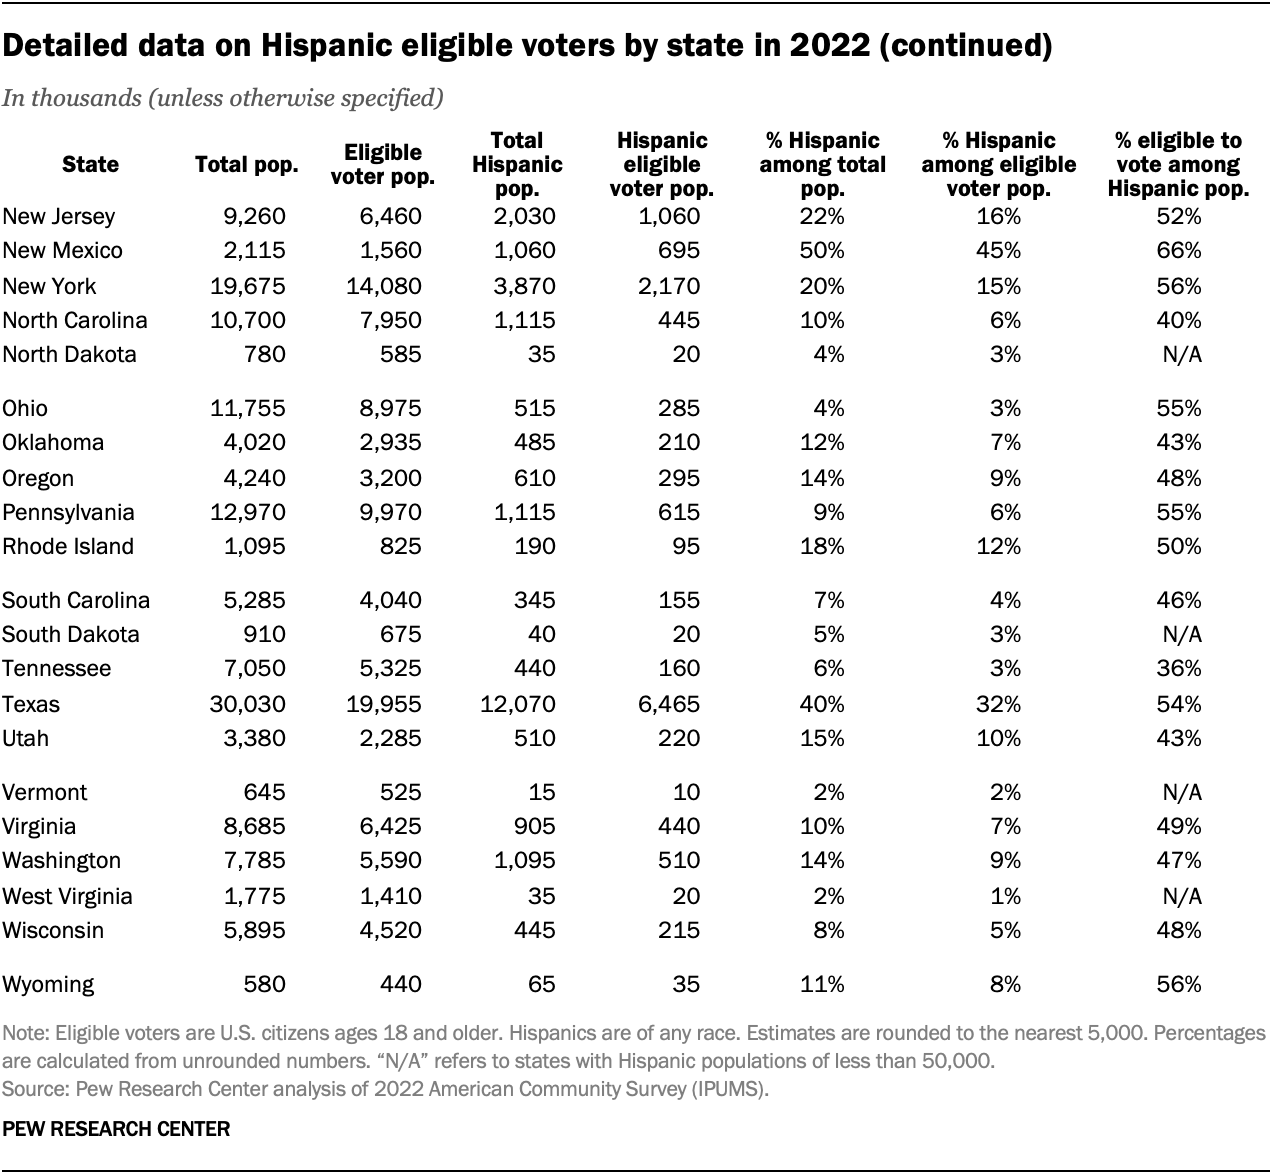 Detailed data on Hispanic eligible voters by state in 2022 (continued)
In thousands (unless otherwise specified)
State Total pop. Eligible voter pop. Total Hispanic pop. Hispanic eligible voter pop. % Hispanic among total pop. % Hispanic among eligible voter pop. % eligible to vote among Hispanic pop.
New Jersey 9,260 6,460 2,030 1,060 22% 16% 52%
New Mexico 2,115 1,560 1,060 695 50% 45% 66%
New York 19,675 14,080 3,870 2,170 20% 15% 56%
North Carolina 10,700 7,950 1,115 445 10% 6% 40%
North Dakota 780 585 35 20 4% 3% N/A
Ohio 11,755 8,975 515 285 4% 3% 55%
Oklahoma 4,020 2,935 485 210 12% 7% 43%
Oregon 4,240 3,200 610 295 14% 9% 48%
Pennsylvania 12,970 9,970 1,115 615 9% 6% 55%
Rhode Island 1,095 825 190 95 18% 12% 50%
South Carolina 5,285 4,040 345 155 7% 4% 46%
South Dakota 910 675 40 20 5% 3% N/A
Tennessee 7,050 5,325 440 160 6% 3% 36%
Texas 30,030 19,955 12,070 6,465 40% 32% 54%
Utah 3,380 2,285 510 220 15% 10% 43%
Vermont 645 525 15 10 2% 2% N/A
Virginia 8,685 6,425 905 440 10% 7% 49%
Washington 7,785 5,590 1,095 510 14% 9% 47%
West Virginia 1,775 1,410 35 20 2% 1% N/A
Wisconsin 5,895 4,520 445 215 8% 5% 48%
Wyoming 580 440 65 35 11% 8% 56%
Note: Eligible voters are U.S. citizens ages 18 and older. Hispanics are of any race. Estimates are rounded to the nearest 5,000. Percentages
are calculated from unrounded numbers. “N/A” refers to states with Hispanic populations of less than 50,000.
Source: Pew Research Center analysis of 2022 American Community Survey (IPUMS).
PEW RESEARCH CENTER